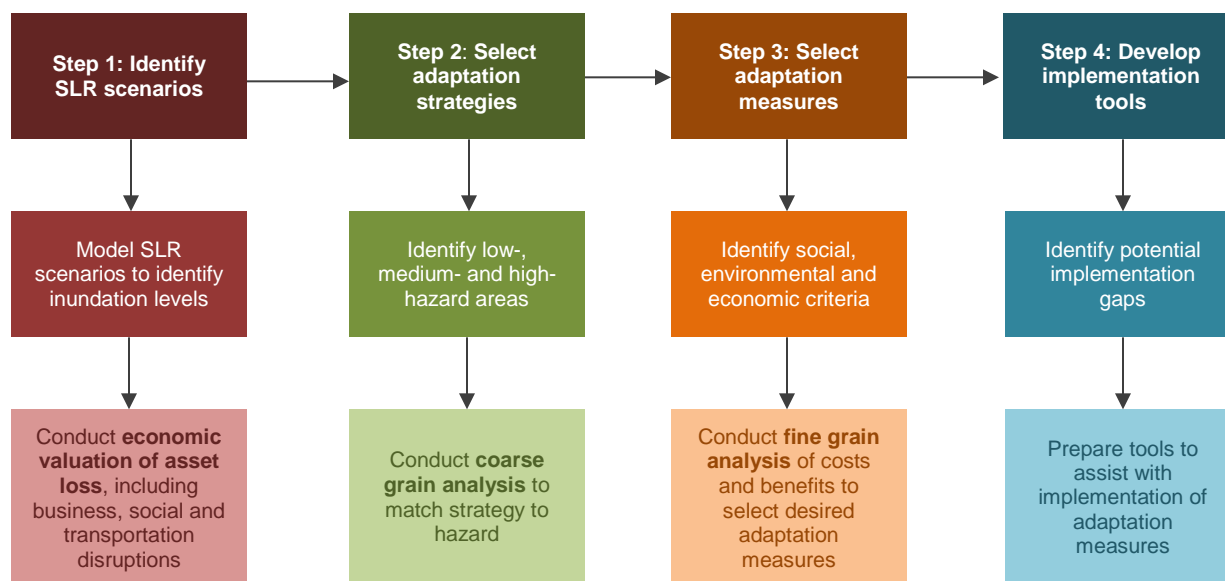 Step 1: Identify
SLR scenarios
Step 2: Select
adaptation
strategies
Step 3: Select
adaptation
measures
Step 4: Develop
implementation
tools
Model SLR
scenarios to identify
inundation levels
Identify low-,
medium- and high-
hazard areas
Identify social,
environmental and
economic criteria
Identify potential
implementation
gaps
Conduct economic
valuation of asset
loss, including
business, social and
transportation
disruptions
Conduct coarse
grain analysis to
match strategy to
hazard
Conduct fine grain
analysis of costs
and benefits to
select desired
adaptation
measures
Prepare tools to
assist with
implementation of
adaptation
measures